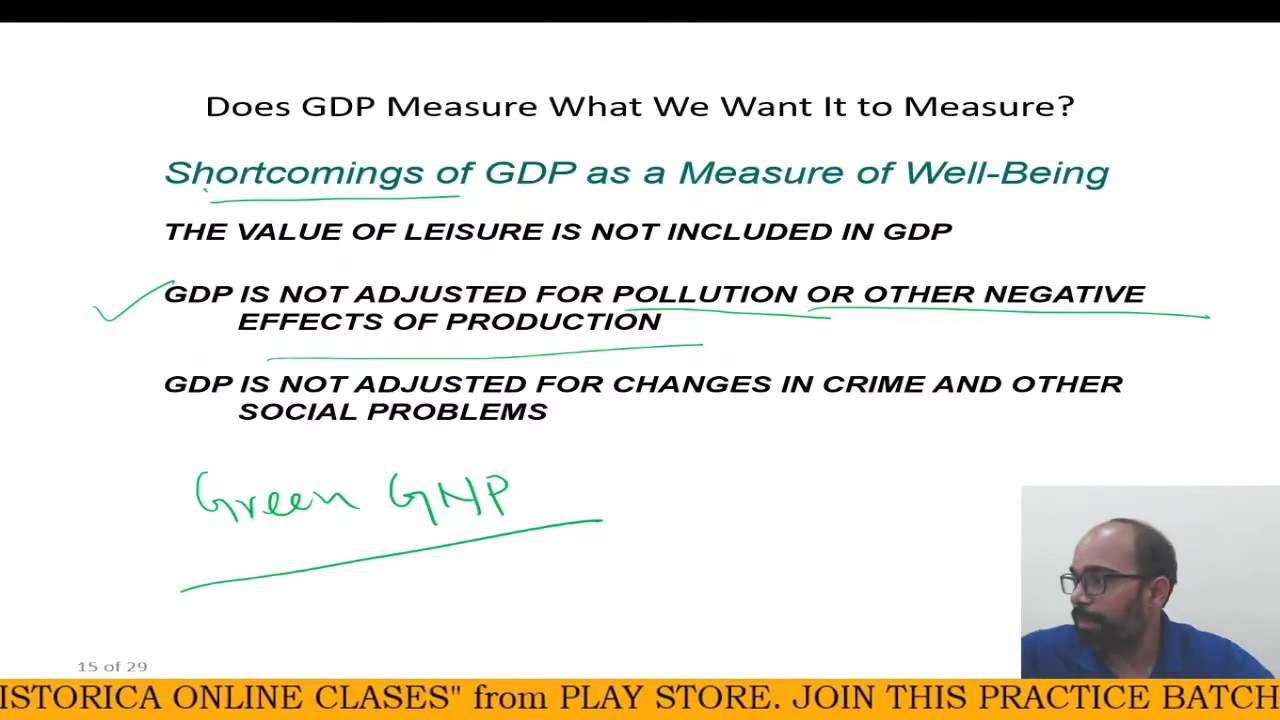 Does GDP Measure What We Want It to Measure?
Shortcomings of GDP as a Measure of Well-Being
THE VALUE OF LEISURE IS NOT INCLUDED IN GDP
GDP IS NOT ADJUSTED FOR POLLUTION OR OTHER NEGATIVE
EFFECTS OF PRODUCTION
GDP IS NOT ADJUSTED FOR CHANGES IN CRIME AND OTHER
SOCIAL PROBLEMS
Green GNP
15 of 29
ISTORICA ONLINE CLASES" from PLAY STORE. JOIN THIS PRACTICE BATCH